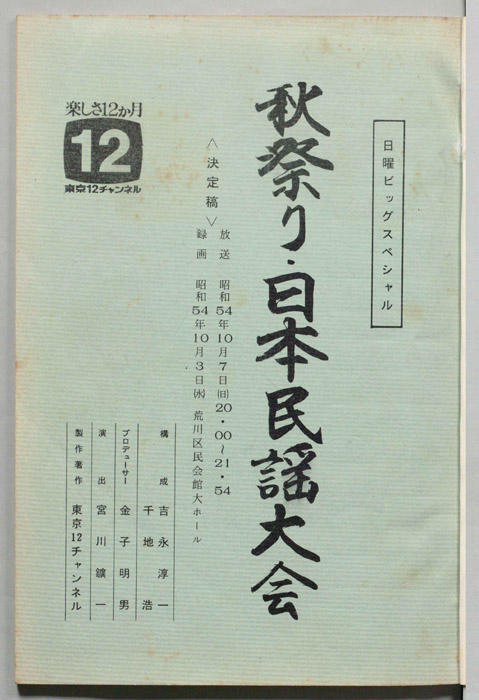 日曜ビッグスペシャル
秋祭り・日本民謡大会
〈決定稿〉
放送 昭和54年10月7日(日)20・00〜21・54
録画 昭和54年10月3日(水) 荒川区民会館大ホール
楽しさ12か月
12
東京12チャンネル
構成 吉永淳一
千地浩
プロデューサー 金子明男
演出 宮川鑛一
製作著作 東京12チャンネル